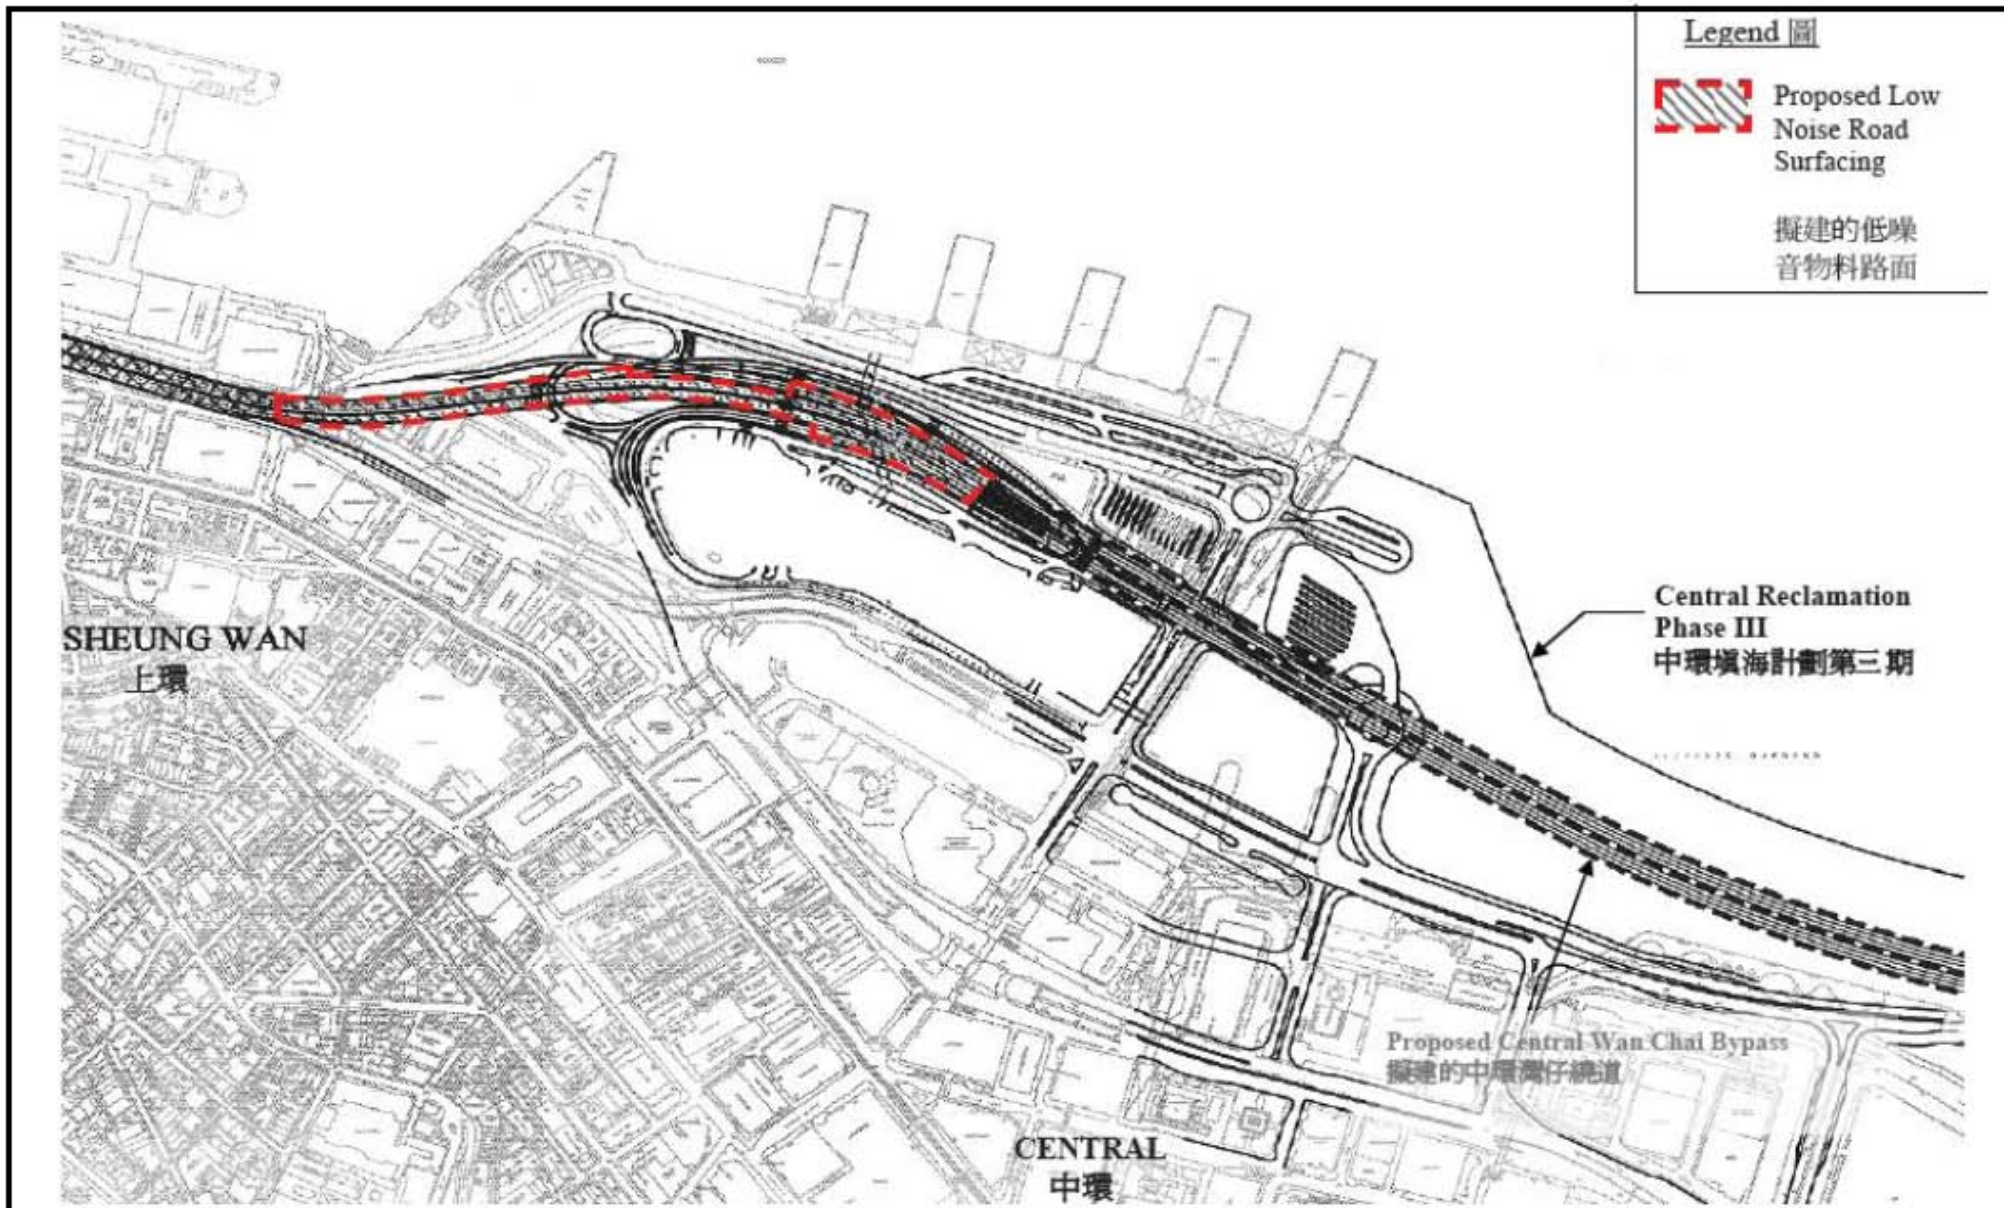 Legend 圖
Proposed Low
Noise Road
Surfacing
擬建的低噪
音物料路面
Central Reclamation
Phase III
中環填海計劃第三期
SHEUNG WAN
上環
Proposed Central Wan Chai Bypass
擬建的中環灣仔繞道
CENTRAL
中環